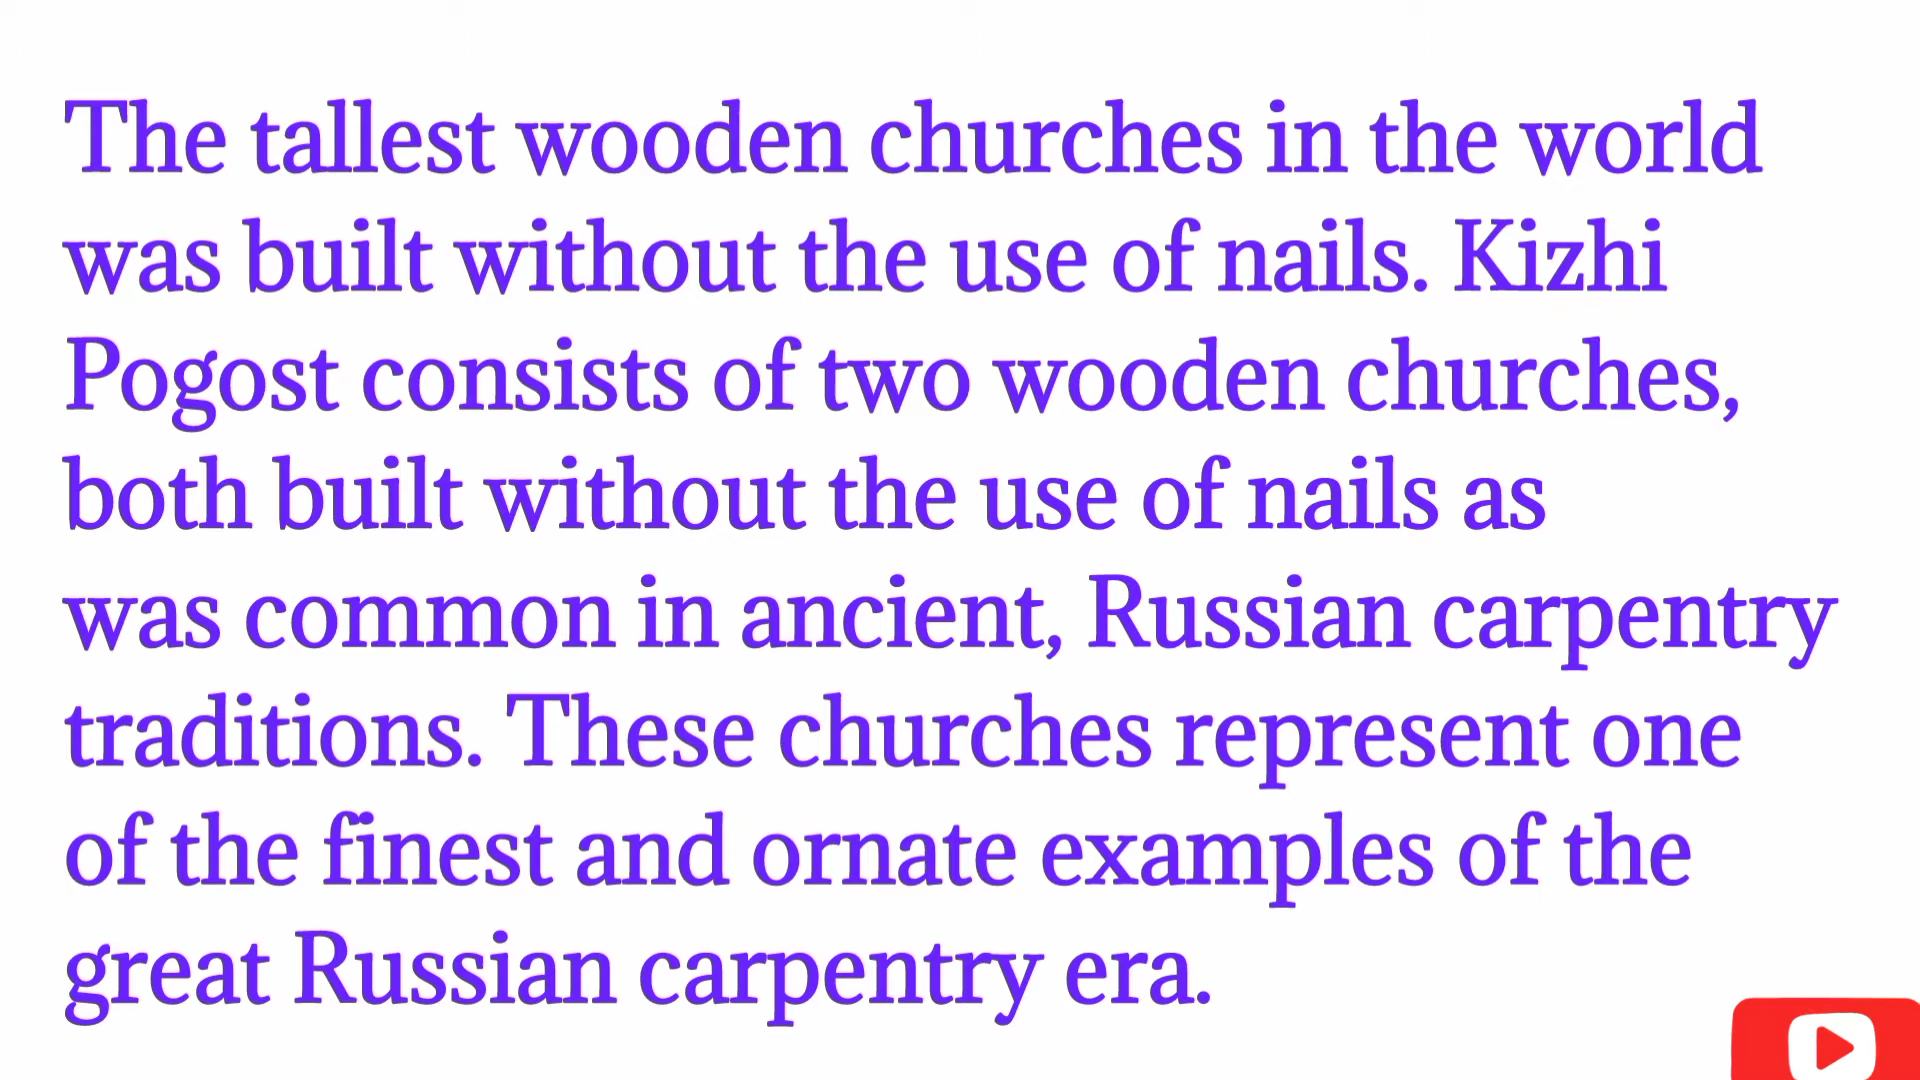 The tallest wooden churches in the world
was built without the use of nails. Kizhi
Pogost consists of two wooden churches,
both built without the use of nails as
was common in ancient, Russian carpentry
traditions. These churches represent one
of the finest and ornate examples of the
great Russian carpentry era.